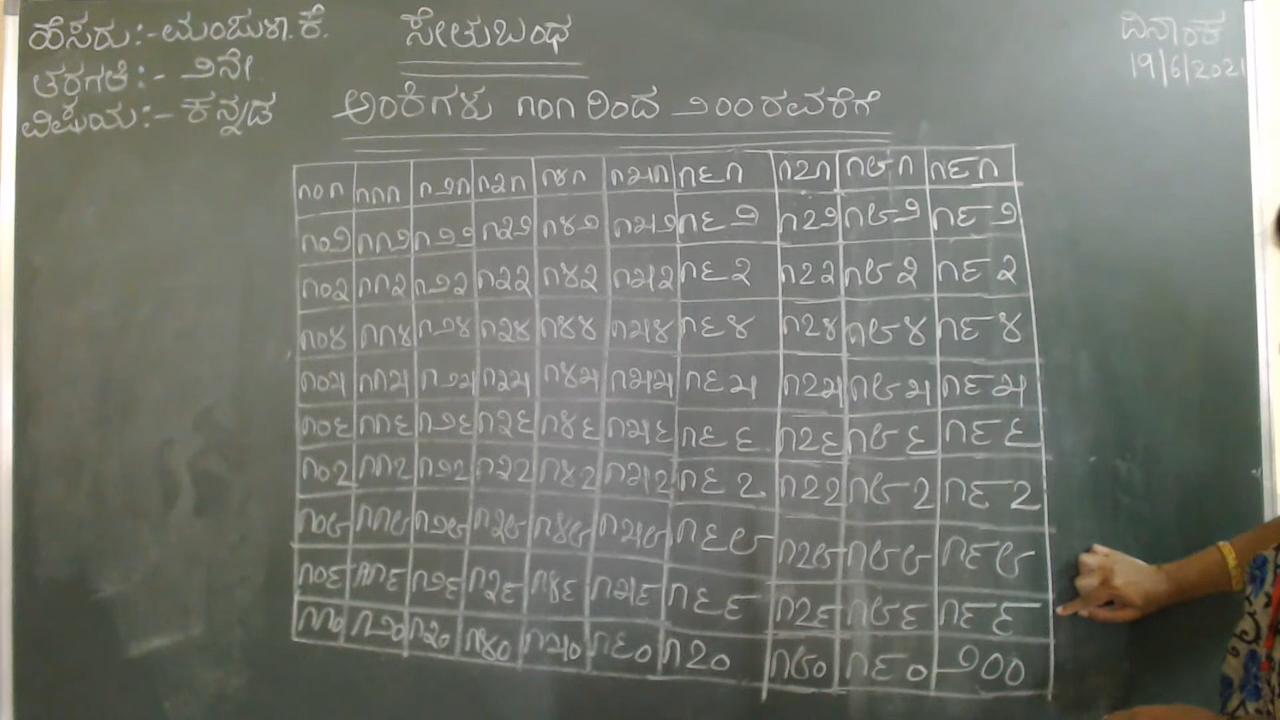 ಹೆಸರು:- ಮಂಜುಳಾ.ಕೆ.
ಸೇತುಬಂಧ
ದಿನಾಂಕ
ತರಗತಿ:- ೨ನೇ
19/6/2021
ವಿಷಯ:- ಕನ್ನಡ
ಅಂಕಿಗಳು ೧೦೧ ರಿಂದ ೨೦೦ರವರೆಗೆ
೧೦೧ ೧೧೧ ೧೨೧ ೧೩೧ ೧೪೧ ೧೫೧ ೧೬೧ ೧೭೧ ೧೮೧ ೧೯೧
೧೦೨ ೧೧೨ ೧೨೨ ೧೩೨ ೧೪೨ ೧೫೨ ೧೬೨ ೧೭೨ ೧೮೨ ೧೯೨
೧೦೩ ೧೧೩ ೧೨೩ ೧೩೩ ೧೪೩ ೧೫೩ ೧೬೩ ೧೭೩ ೧೮೩ ೧೯೩
೧೦೪ ೧೧೪ ೧೨೪ ೧೩೪ ೧೪೪ ೧೫೪ ೧೬೪ ೧೭೪ ೧೮೪ ೧೯೪
೧೦೫ ೧೧೫ ೧೨೫ ೧೩೫ ೧೪೫ ೧೫೫ ೧೬೫ ೧೭೫ ೧೮೫ ೧೯೫
೧೦೬ ೧೧೬ ೧೨೬ ೧೩೬ ೧೪೬ ೧೫೬ ೧೬೬ ೧೭೬ ೧೮೬ ೧೯೬
೧೦೭ ೧೧೭ ೧೨೭ ೧೩೭ ೧೪೭ ೧೫೭ ೧೬೭ ೧೭೭ ೧೮೭ ೧೯೭
೧೦೮ ೧೧೮ ೧೨೮ ೧೩೮ ೧೪೮ ೧೫೮ ೧೬೮ ೧೭೮ ೧೮೮ ೧೯೮
೧೦೯ ೧೧೯ ೧೨೯ ೧೩೯ ೧೪೯ ೧೫೯ ೧೬೯ ೧೭೯ ೧೮೯ ೧೯೯
೧೧೦ ೧೨೦ ೧೩೦ ೧೪೦ ೧೫೦ ೧೬೦ ೧೭೦ ೧೮೦ ೧೯೦ ೨೦೦